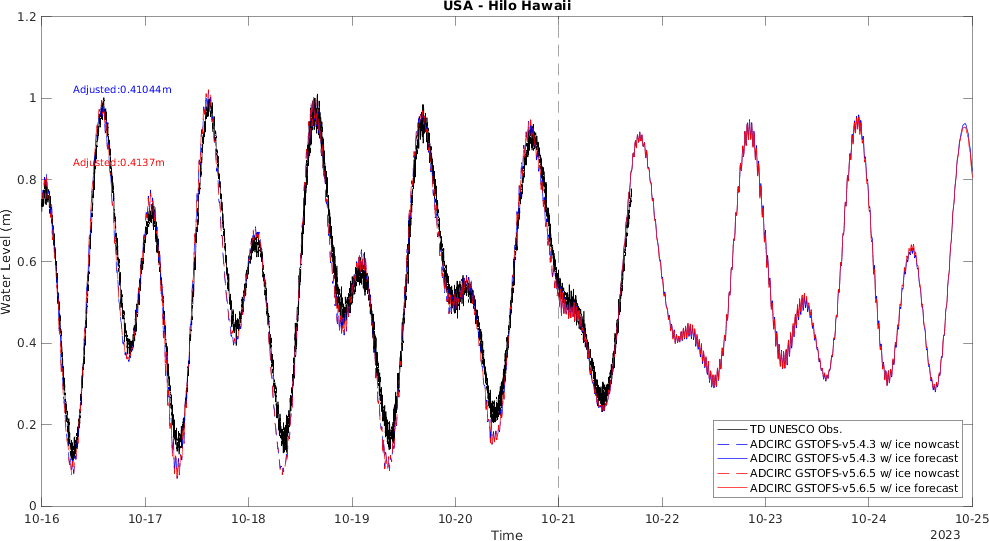 USA - Hilo Hawaii
1.2
1
0.8
0.6
0.4
0.2
0
Water Level (m)
Adjusted:0.41044m
Adjusted:0.4137m
TD UNESCO Obs.
ADCIRC GSTOFS-v5.4.3 w/ ice nowcast
ADCIRC GSTOFS-v5.4.3 w/ ice forecast
ADCIRC GSTOFS-v5.6.5 w/ ice nowcast
ADCIRC GSTOFS-v5.6.5 w/ ice forecast
10-16 10-17 10-18 10-19 10-20 10-21 10-22 10-23 10-24 10-25
Time
2023